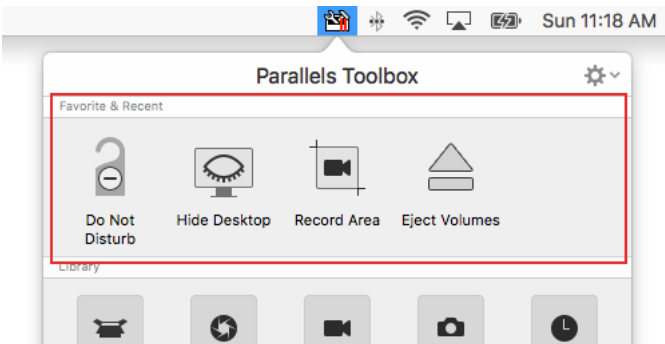 Sun 11:18 AM
Parallels Toolbox
Favorite & Recent
Do Not
Disturb
Hide Desktop
Record Area
Eject Volumes
Library